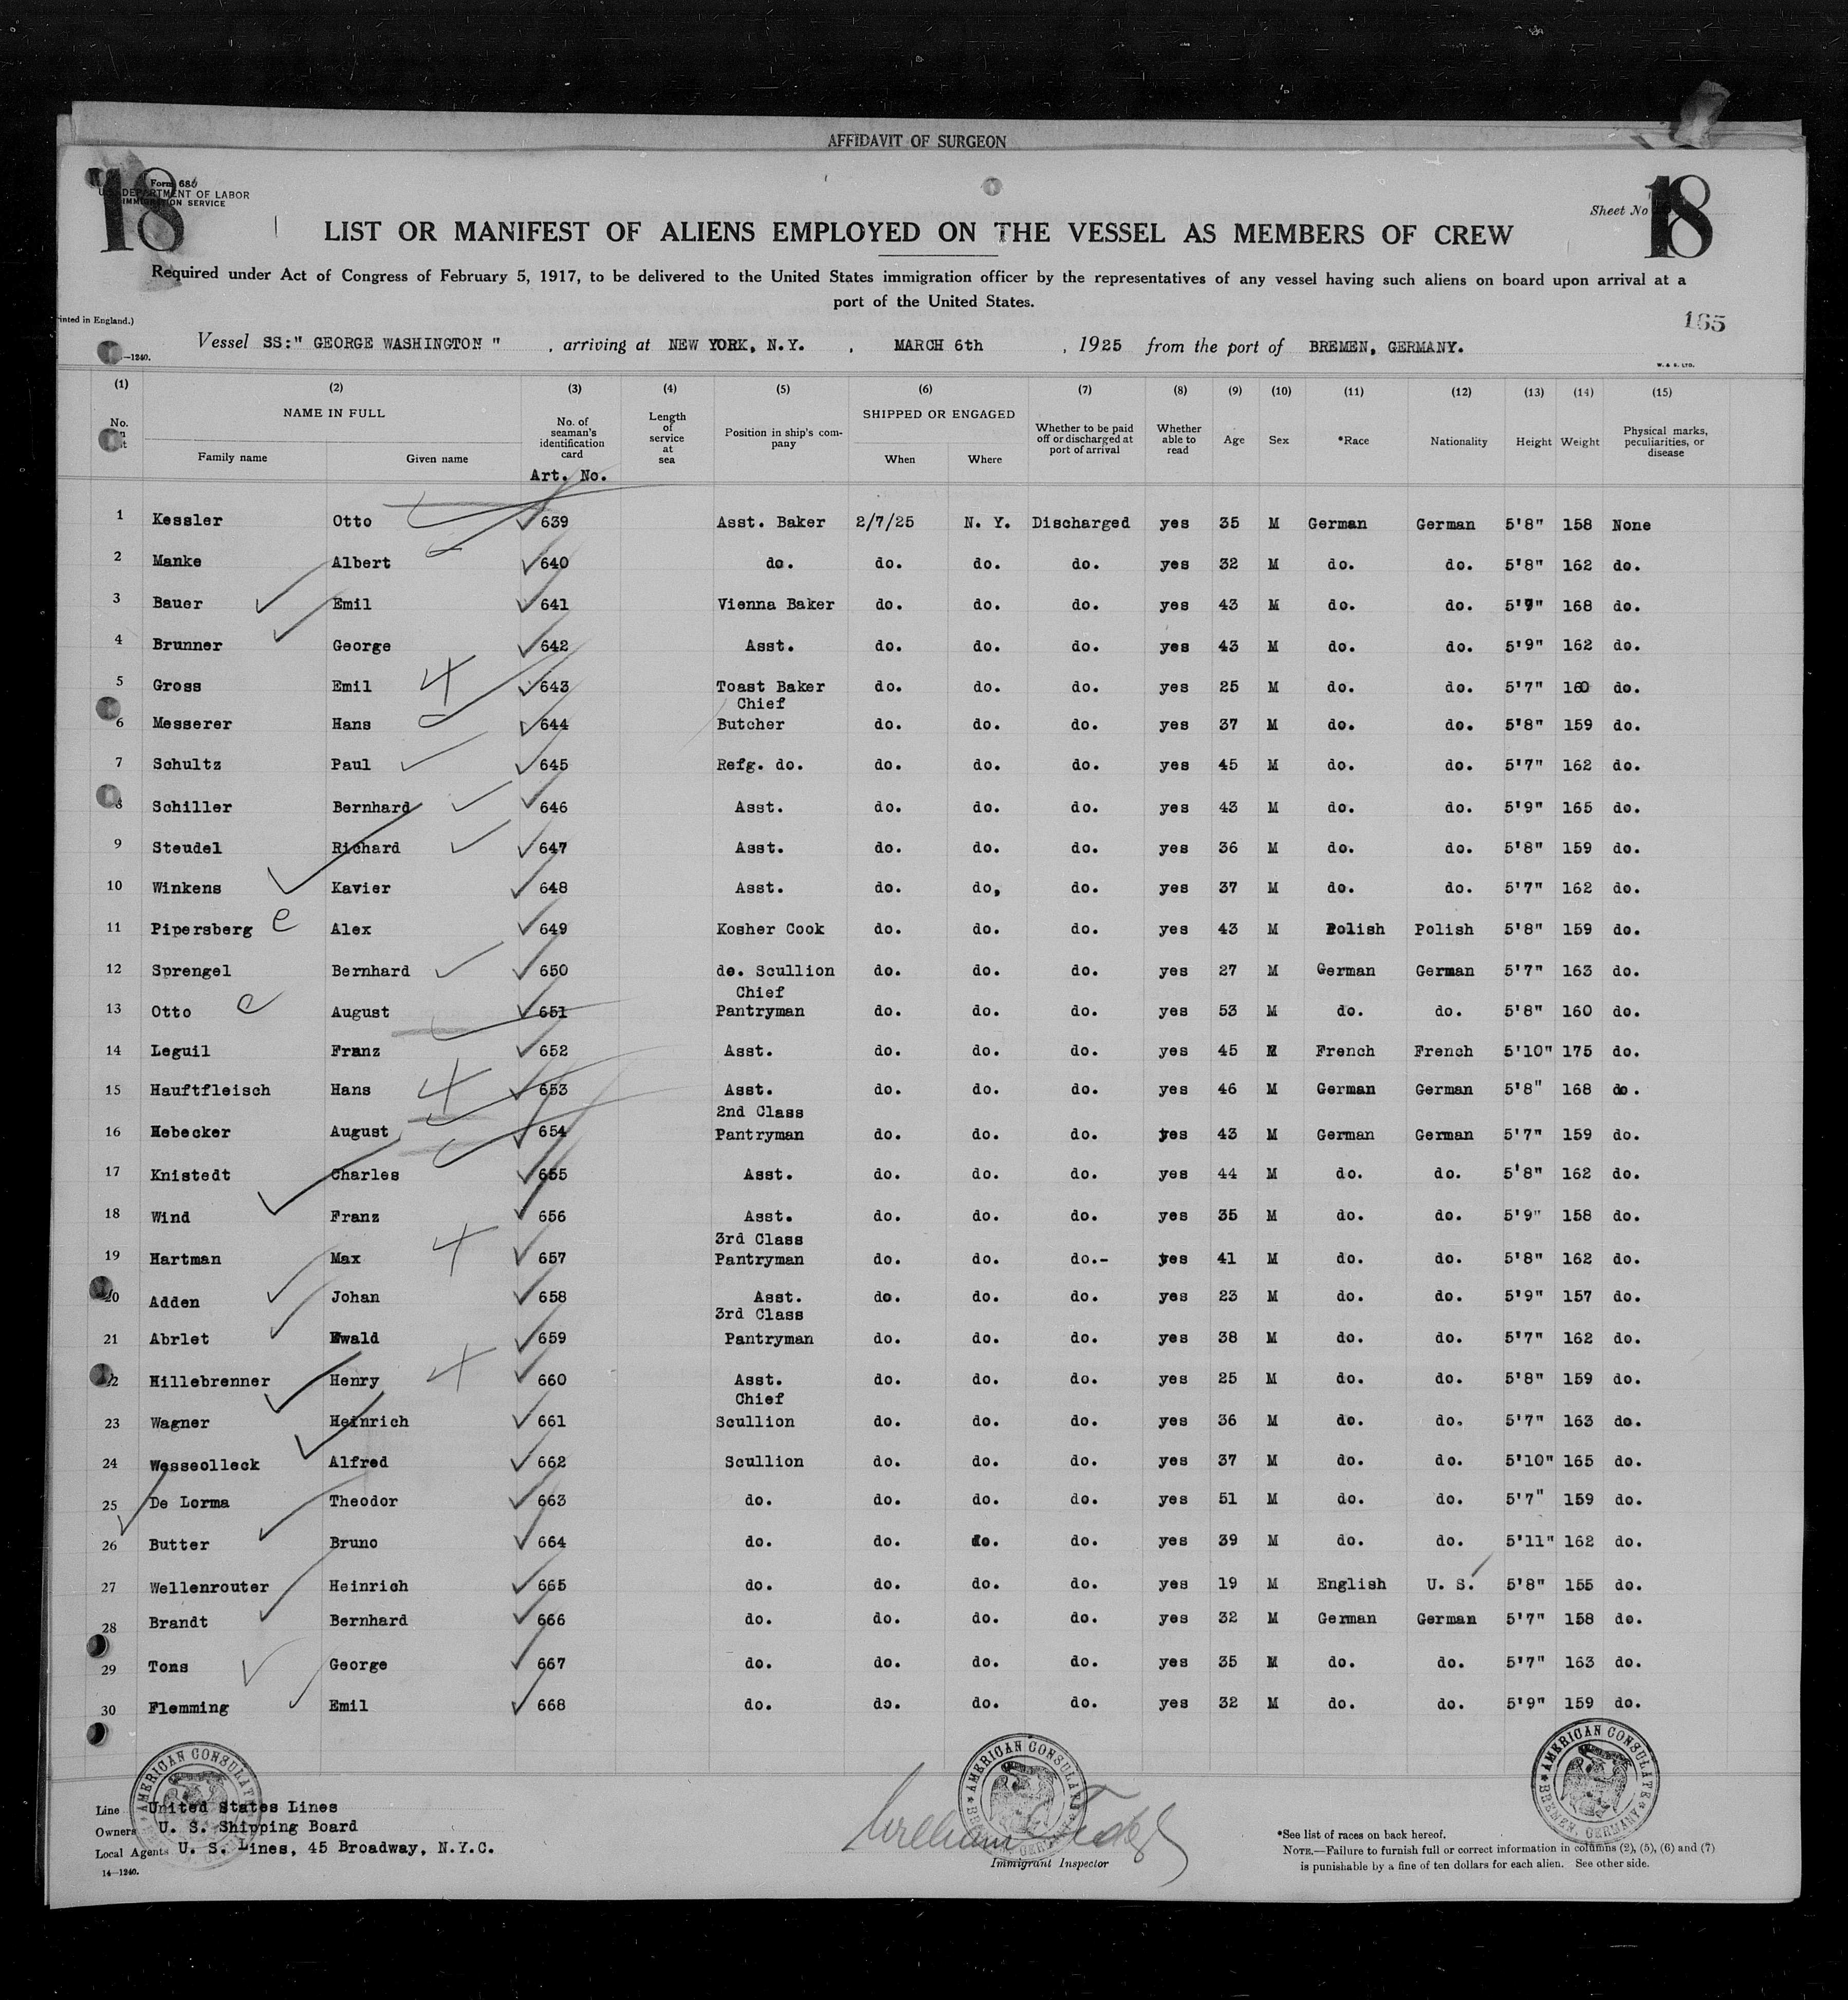 AFFIDAVIT OF SURGEON
18
Form 686
U. S. DEPARTMENT OF LABOR
IMMIGRATION SERVICE
Sheet No
18
LIST OR MANIFEST OF ALIENS EMPLOYED ON THE VESSEL AS MEMBERS OF CREW
Required under Act of Congress of February 5, 1917, to be delivered to the United States immigration officer by the representatives of any vessel having such aliens on board upon arrival at a
port of the United States.
(Printed in England.)
165
Vessel SS:" GEORGE WASHINGTON " , arriving at NEW YORK, N.Y. , MARCH 6th , 1925 from the port of BREMEN, GERMANY.
—1240.
W. & S. LTD.
(1) (2) (3) (4) (5) (6) (7) (8) (9) (10) (11) (12) (13) (14) (15)
No. NAME IN FULL No. of seaman's identification card Length of service at sea Position in ship's company SHIPPED OR ENGAGED Whether to be paid off or discharged at port of arrival Whether able to read Age Sex *Race Nationality Height Weight Physical marks, peculiarities, or disease
Family name Given name When Where
Art. No.
1 Kessler Otto 639 Asst. Baker 2/7/25 N. Y. Discharged yes 35 M German German 5'8" 158 None
2 Manke Albert 640 do. do. do. do. yes 32 M do. do. 5'8" 162 do.
3 Bauer Emil 641 Vienna Baker do. do. do. yes 43 M do. do. 5'9" 168 do.
4 Brunner George 642 Asst. do. do. do. yes 43 M do. do. 5'9" 162 do.
5 Gross Emil 643 Toast Baker do. do. do. yes 25 M do. do. 5'7" 160 do.
Chief
6 Messerer Hans 644 Butcher do. do. do. yes 37 M do. do. 5'8" 159 do.
7 Schultz Paul 645 Refg. do. do. do. do. yes 45 M do. do. 5'7" 162 do.
8 Schiller Bernhard 646 Asst. do. do. do. yes 43 M do. do. 5'9" 165 do.
9 Steudel Richard 647 Asst. do. do. do. yes 36 M do. do. 5'8" 159 do.
10 Winkens Kavier 648 Asst. do. do, do. yes 37 M do. do. 5'7" 162 do.
11 Pipersberg Alex 649 Kosher Cook do. do. do. yes 43 M Polish Polish 5'8" 159 do.
12 Sprengel Bernhard 650 do. Scullion do. do. do. yes 27 M German German 5'7" 163 do.
Chief
13 Otto August 651 Pantryman do. do. do. yes 53 M do. do. 5'8" 160 do.
14 Leguil Franz 652 Asst. do. do. do. yes 45 M French French 5'10" 175 do.
15 Hauftfleisch Hans 653 Asst. do. do. do. yes 46 M German German 5'8" 168 do.
2nd Class
16 Hebecker August 654 Pantryman do. do. do. yes 43 M German German 5'7" 159 do.
17 Knistedt Charles 655 Asst. do. do. do. yes 44 M do. do. 5'8" 162 do.
18 Wind Franz 656 Asst. do. do. do. yes 35 M do. do. 5'9" 158 do.
3rd Class
19 Hartman Max 657 Pantryman do. do. do.- yes 41 M do. do. 5'8" 162 do.
20 Adden Johan 658 Asst. do. do. do. yes 23 M do. do. 5'9" 157 do.
3rd Class
21 Abrlet Ewald 659 Pantryman do. do. do. yes 38 M do. do. 5'7" 162 do.
22 Hillebrenner Henry 660 Asst. do. do. do. yes 25 M do. do. 5'8" 159 do.
Chief
23 Wagner Heinrich 661 Scullion do. do. do. yes 36 M do. do. 5'7" 163 do.
24 Wesseolleck Alfred 662 Scullion do. do. do. yes 37 M do. do. 5'10" 165 do.
25 De Lorma Theodor 663 do. do. do. do. yes 51 M do. do. 5'7" 159 do.
26 Butter Bruno 664 do. do. do. do. yes 39 M do. do. 5'11" 162 do.
27 Wellenrouter Heinrich 665 do. do. do. do. yes 19 M English U. S. 5'8" 155 do.
28 Brandt Bernhard 666 do. do. do. do. yes 32 M German German 5'7" 158 do.
29 Tons George 667 do. do. do. do. yes 35 M do. do. 5'7" 163 do.
30 Flemming Emil 668 do. do. do. do. yes 32 M do. do. 5'9" 159 do.
AMERICAN CONSULATE
AMERICAN CONSULATE BREMEN, GERMANY
AMERICAN CONSULATE BREMEN, GERMANY
Line United States Lines
Owners U. S. Shipping Board
Local Agents U. S. Lines, 45 Broadway, N.Y.C.
14—1240.
William
Immigrant Inspector
*See list of races on back hereof.
NOTE.—Failure to furnish full or correct information in columns (2), (5), (6) and (7)
is punishable by a fine of ten dollars for each alien. See other side.